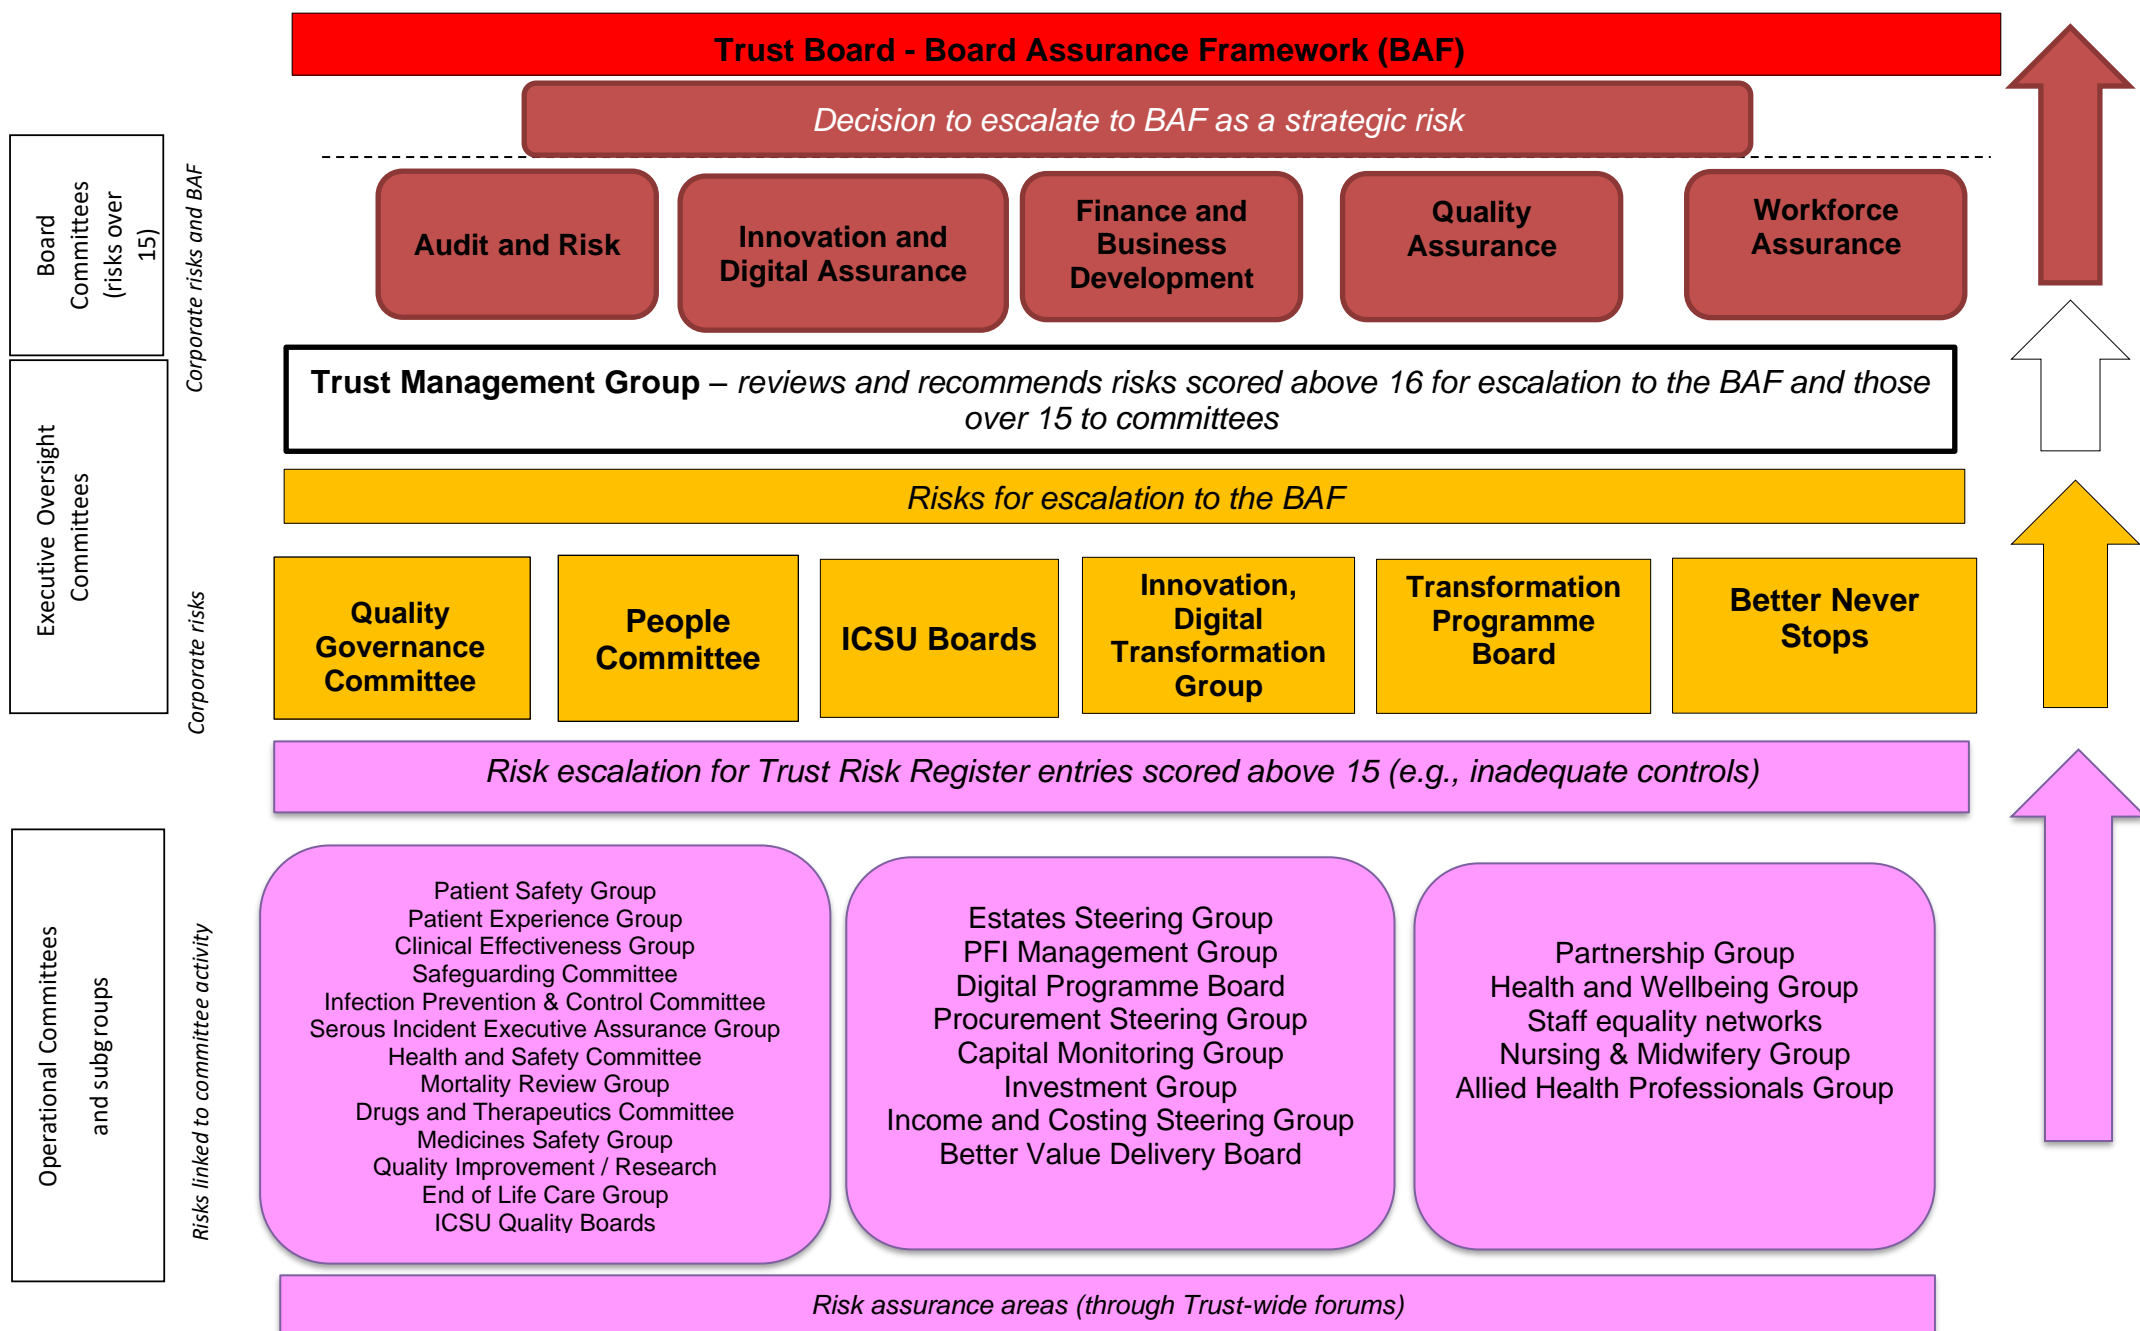 Trust Board - Board Assurance Framework (BAF)
Decision to escalate to BAF as a strategic risk
Board
Committees
(risks over
15)
Corporate risks and BAF
Audit and Risk
Innovation and
Digital Assurance
Finance and
Business
Development
Quality
Assurance
Workforce
Assurance
Trust Management Group – reviews and recommends risks scored above 16 for escalation to the BAF and those
over 15 to committees
Executive Oversight
Committees
Corporate risks
Risks for escalation to the BAF
Quality
Governance
Committee
People
Committee
ICSU Boards
Innovation,
Digital
Transformation
Group
Transformation
Programme
Board
Better Never
Stops
Risk escalation for Trust Risk Register entries scored above 15 (e.g., inadequate controls)
Operational Committees
and subgroups
Risks linked to committee activity
Patient Safety Group
Patient Experience Group
Clinical Effectiveness Group
Safeguarding Committee
Infection Prevention & Control Committee
Serous Incident Executive Assurance Group
Health and Safety Committee
Mortality Review Group
Drugs and Therapeutics Committee
Medicines Safety Group
Quality Improvement / Research
End of Life Care Group
ICSU Quality Boards
Estates Steering Group
PFI Management Group
Digital Programme Board
Procurement Steering Group
Capital Monitoring Group
Investment Group
Income and Costing Steering Group
Better Value Delivery Board
Partnership Group
Health and Wellbeing Group
Staff equality networks
Nursing & Midwifery Group
Allied Health Professionals Group
Risk assurance areas (through Trust-wide forums)